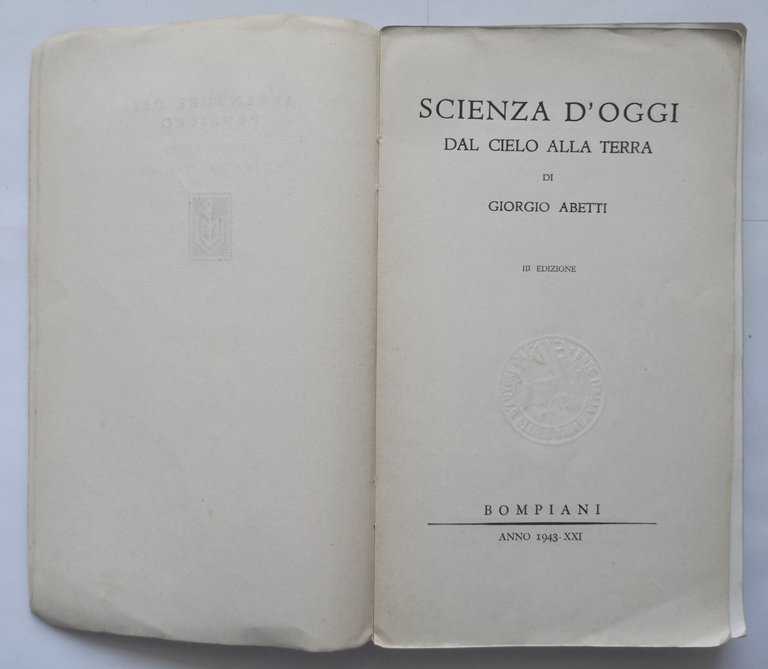 SCIENZA D'OGGI
DAL CIELO ALLA TERRA
DI
GIORGIO ABETTI
III EDIZIONE
BOMPIANI
ANNO 1943-XXI